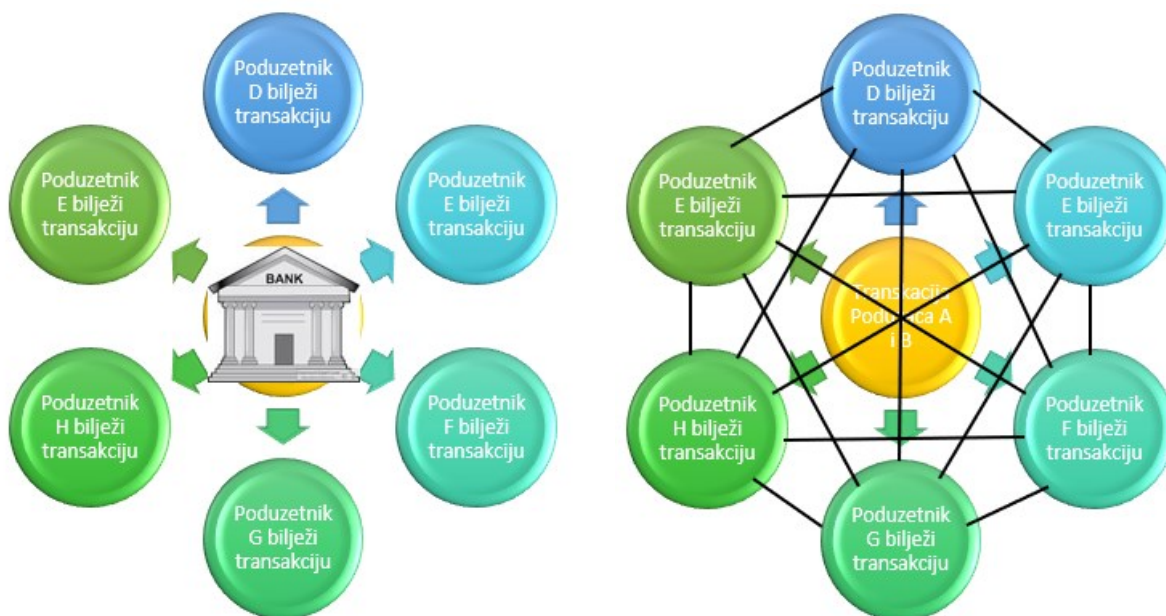 Poduzetnik
D bilježi
transakciju
Poduzetnik
E bilježi
transakciju
Poduzetnik
E bilježi
transakciju
BANK
Poduzetnik
H bilježi
transakciju
Poduzetnik
F bilježi
transakciju
Poduzetnik
G bilježi
transakciju
Poduzetnik
D bilježi
transakciju
Poduzetnik
E bilježi
transakciju
Poduzetnik
E bilježi
transakciju
Transkacija
A
i B
Poduzetnik
H bilježi
transakciju
Poduzetnik
F bilježi
transakciju
Poduzetnik
G bilježi
transakciju